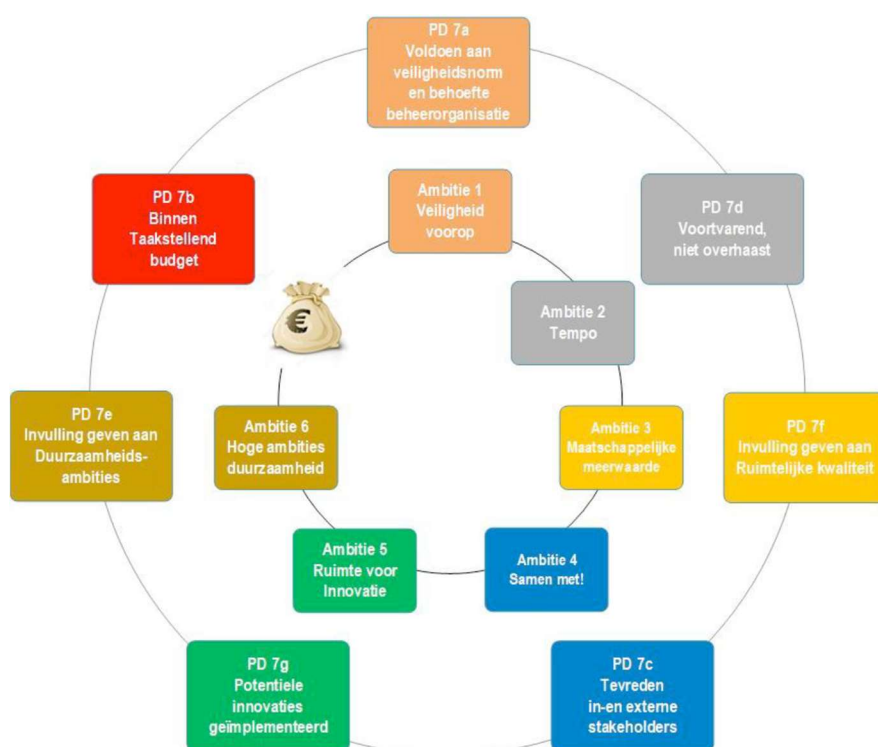 PD 7a
Voldoen aan
veiligheidsnorm
en behoefte
beheerorganisatie
PD 7b
Binnen
Taakstellend
budget
Ambitie 1
Veiligheid
voorop
PD 7d
Voortvarend,
niet overhaast
€
Ambitie 2
Tempo
PD 7e
Invulling geven aan
Duurzaamheids-
ambities
Ambitie 6
Hoge ambities
duurzaamheid
Ambitie 3
Maatschappelijke
meerwaarde
PD 7f
Invulling geven aan
Ruimtelijke kwaliteit
Ambitie 5
Ruimte voor
Innovatie
Ambitie 4
Samen met!
PD 7g
Potentiele
innovaties
geïmplementeerd
PD 7c
Tevreden
in-en externe
stakeholders